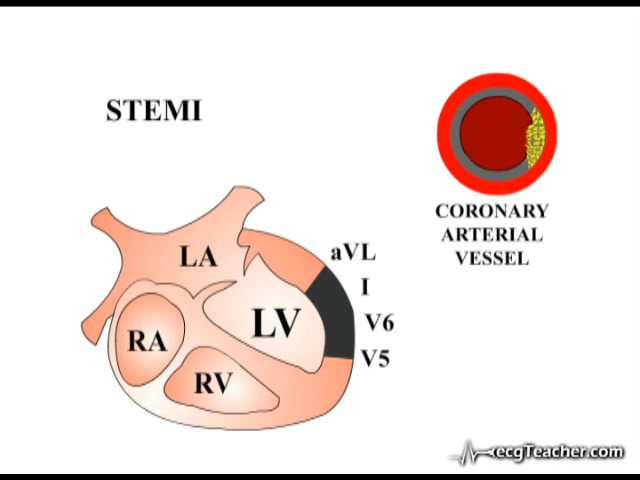 STEMI
CORONARY
ARTERIAL
VESSEL
LA
aVL
I
LV
V6
RA
V5
RV
ecgTeacher.com